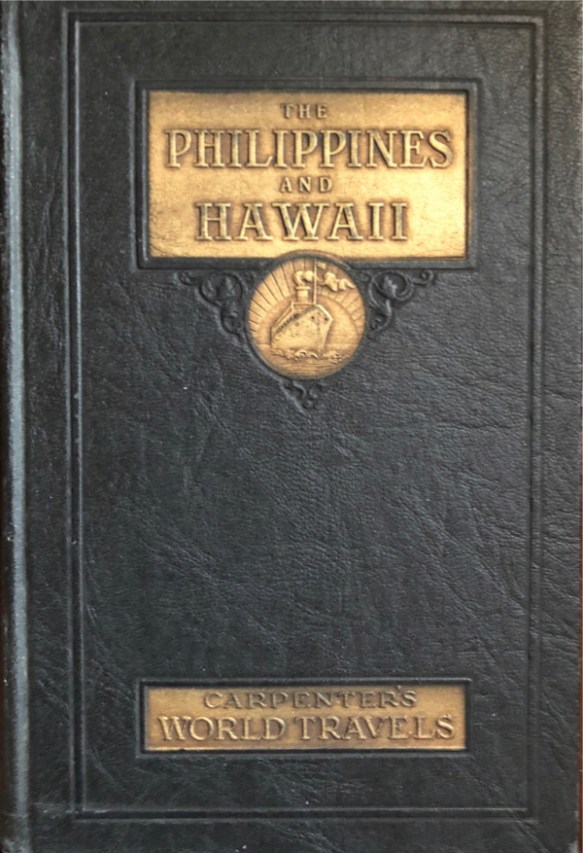 THE
PHILIPPINES
AND
HAWAII
CARPENTER'S
WORLD TRAVELS